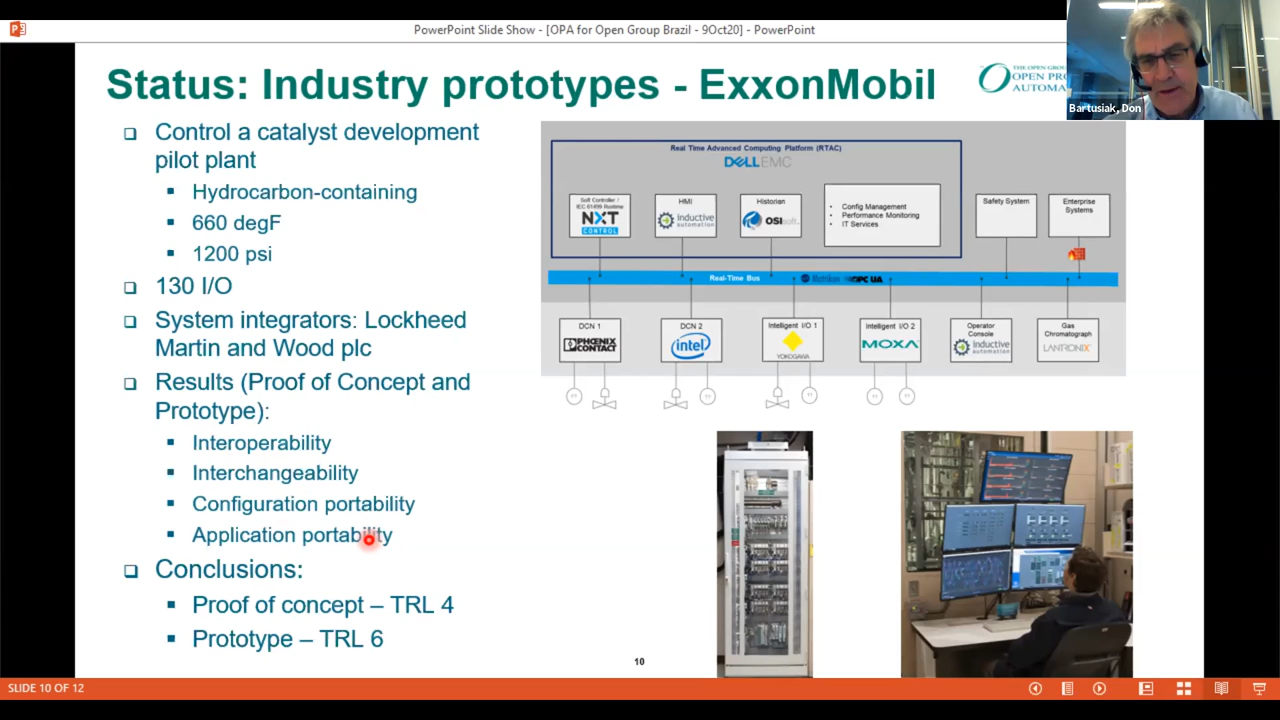 PowerPoint Slide Show - [OPA for Open Group Brazil - 9Oct20] - PowerPoint
Bartusiak, Don
Status: Industry prototypes - ExxonMobil
THE OPEN
OPEN
AUTOMA
Control a catalyst development
pilot plant
Hydrocarbon-containing
660 degF
1200 psi
130 I/O
System integrators: Lockheed
Martin and Wood plc
Results (Proof of Concept and
Prototype):
Interoperability
Interchangeability
Configuration portability
Application portability
Conclusions:
Proof of concept – TRL 4
Prototype – TRL 6
Real Time Advanced Computing Platform (RTAC)
DELL EMC
Soft Controller /
IEC 61499 Runtime
NXT
CONTROL
HMI
inductive
automation
Historian
OSIsoft.
Config Management
Performance Monitoring
IT Services
Safety System
Enterprise
Systems
Real-Time Bus
Matrikon
OPC UA
DCN 1
PHOENIX
CONTACT
DCN 2
intel
Intelligent I/O 1
YOKOGAWA
Intelligent I/O 2
MOXA
Operator
Console
inductive
automation
Gas
Chromatograph
LANTRONIX
10
SLIDE 10 OF 12